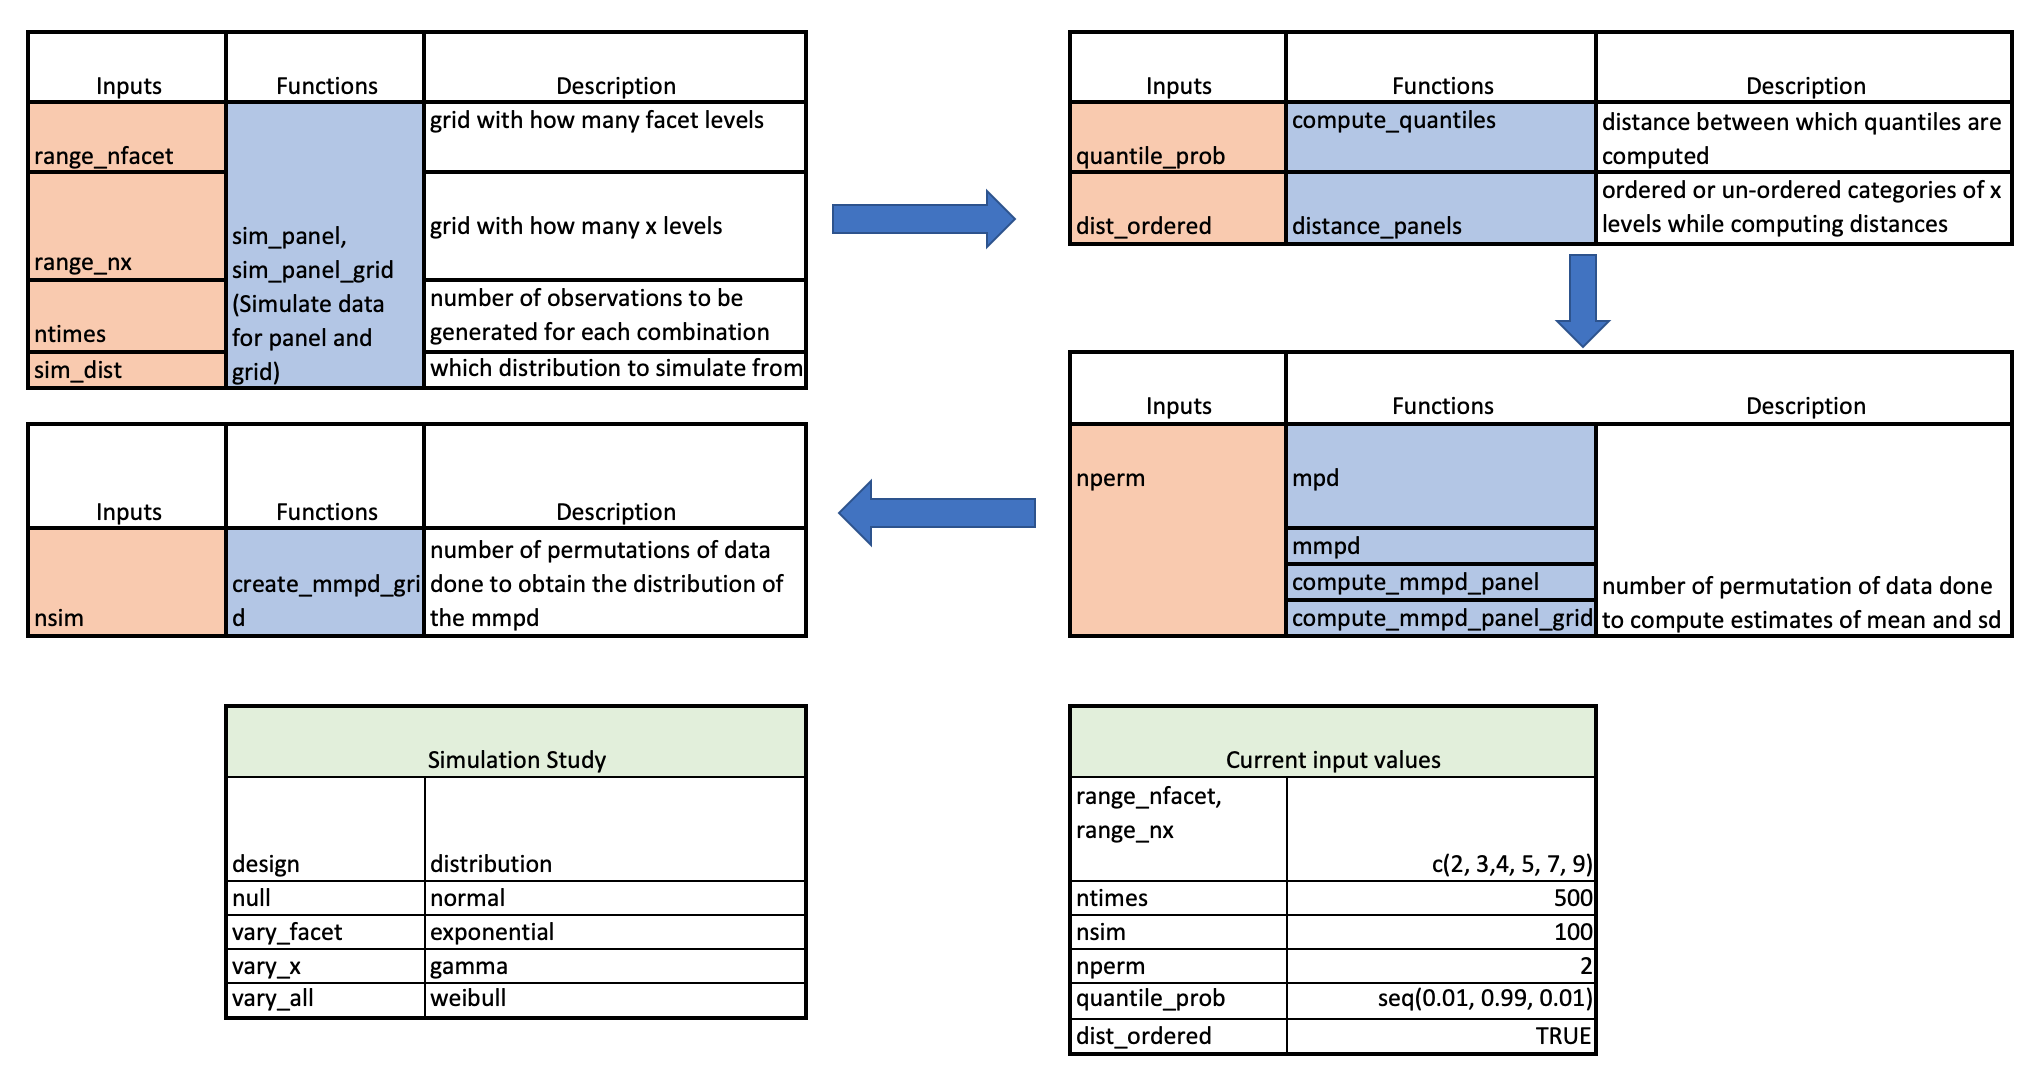 Inputs Functions Description
range_nfacet
grid with how many facet levels
range_nx
grid with how many x levels
ntimes
number of observations to be
generated for each combination
sim_dist
which distribution to simulate from
sim_panel,
sim_panel_grid
(Simulate data
for panel and
grid)
Inputs Functions Description
quantile_prob
compute_quantiles
distance between which quantiles are
computed
dist_ordered
distance_panels
ordered or un-ordered categories of x
levels while computing distances
Inputs Functions Description
nperm
mpd
mmpd
compute_mmpd_panel
compute_mmpd_panel_grid
number of permutation of data done
to compute estimates of mean and sd
Inputs Functions Description
nsim
create_mmpd_gri
d
number of permutations of data
done to obtain the distribution of
the mmpd
Simulation Study
design distribution
null normal
vary_facet exponential
vary_x gamma
vary_all weibull
Current input values
range_nfacet,
range_nx
c(2, 3,4, 5, 7, 9)
ntimes 500
nsim 100
nperm 2
quantile_prob seq(0.01, 0.99, 0.01)
dist_ordered TRUE